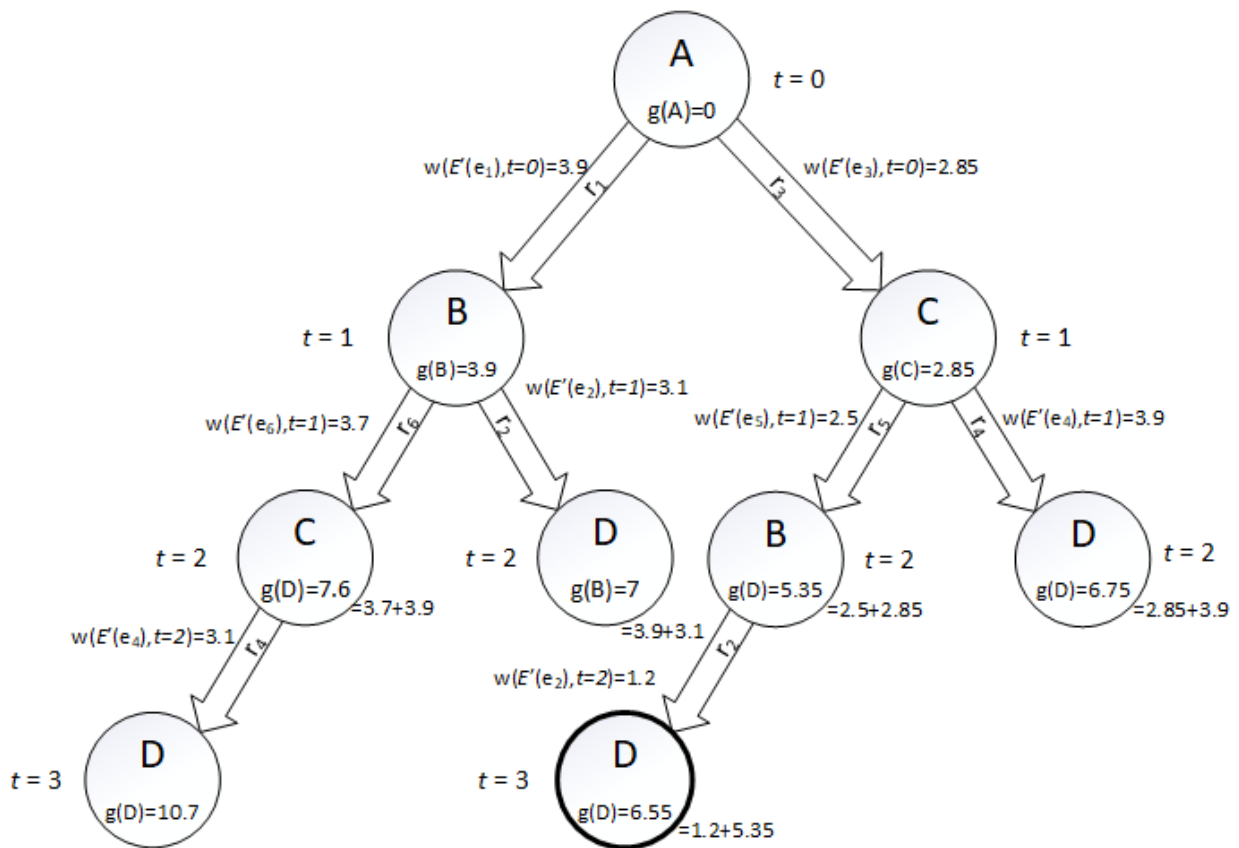 A
t = 0
g(A)=0
w(E'(e₁),t=0)=3.9
r₁
r₃
w(E'(e₃),t=0)=2.85
B
C
t = 1
t = 1
g(B)=3.9
g(C)=2.85
w(E'(e₂),t=1)=3.1
w(E'(e₆),t=1)=3.7
r₆
r₂
w(E'(e₅),t=1)=2.5
r₅
r₄
w(E'(e₄),t=1)=3.9
C
D
B
D
t = 2
t = 2
t = 2
t = 2
g(D)=7.6
=3.7+3.9
g(B)=7
=3.9+3.1
g(D)=5.35
=2.5+2.85
g(D)=6.75
=2.85+3.9
w(E'(e₄),t=2)=3.1
r₄
r₂
w(E'(e₂),t=2)=1.2
D
D
t = 3
t = 3
g(D)=10.7
g(D)=6.55
=1.2+5.35